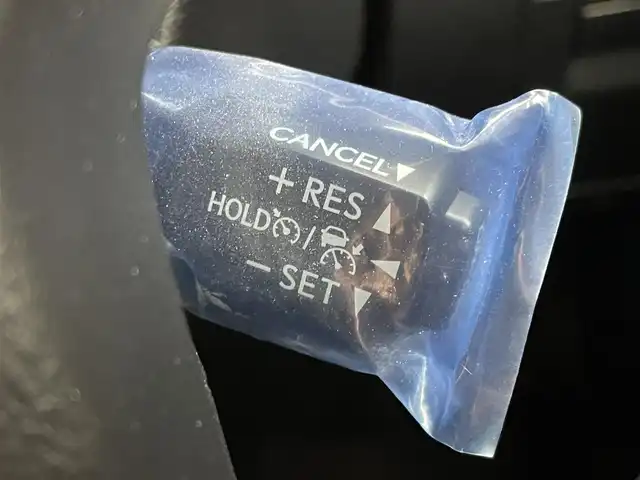 CANCEL
+ RES
HOLD /
− SET